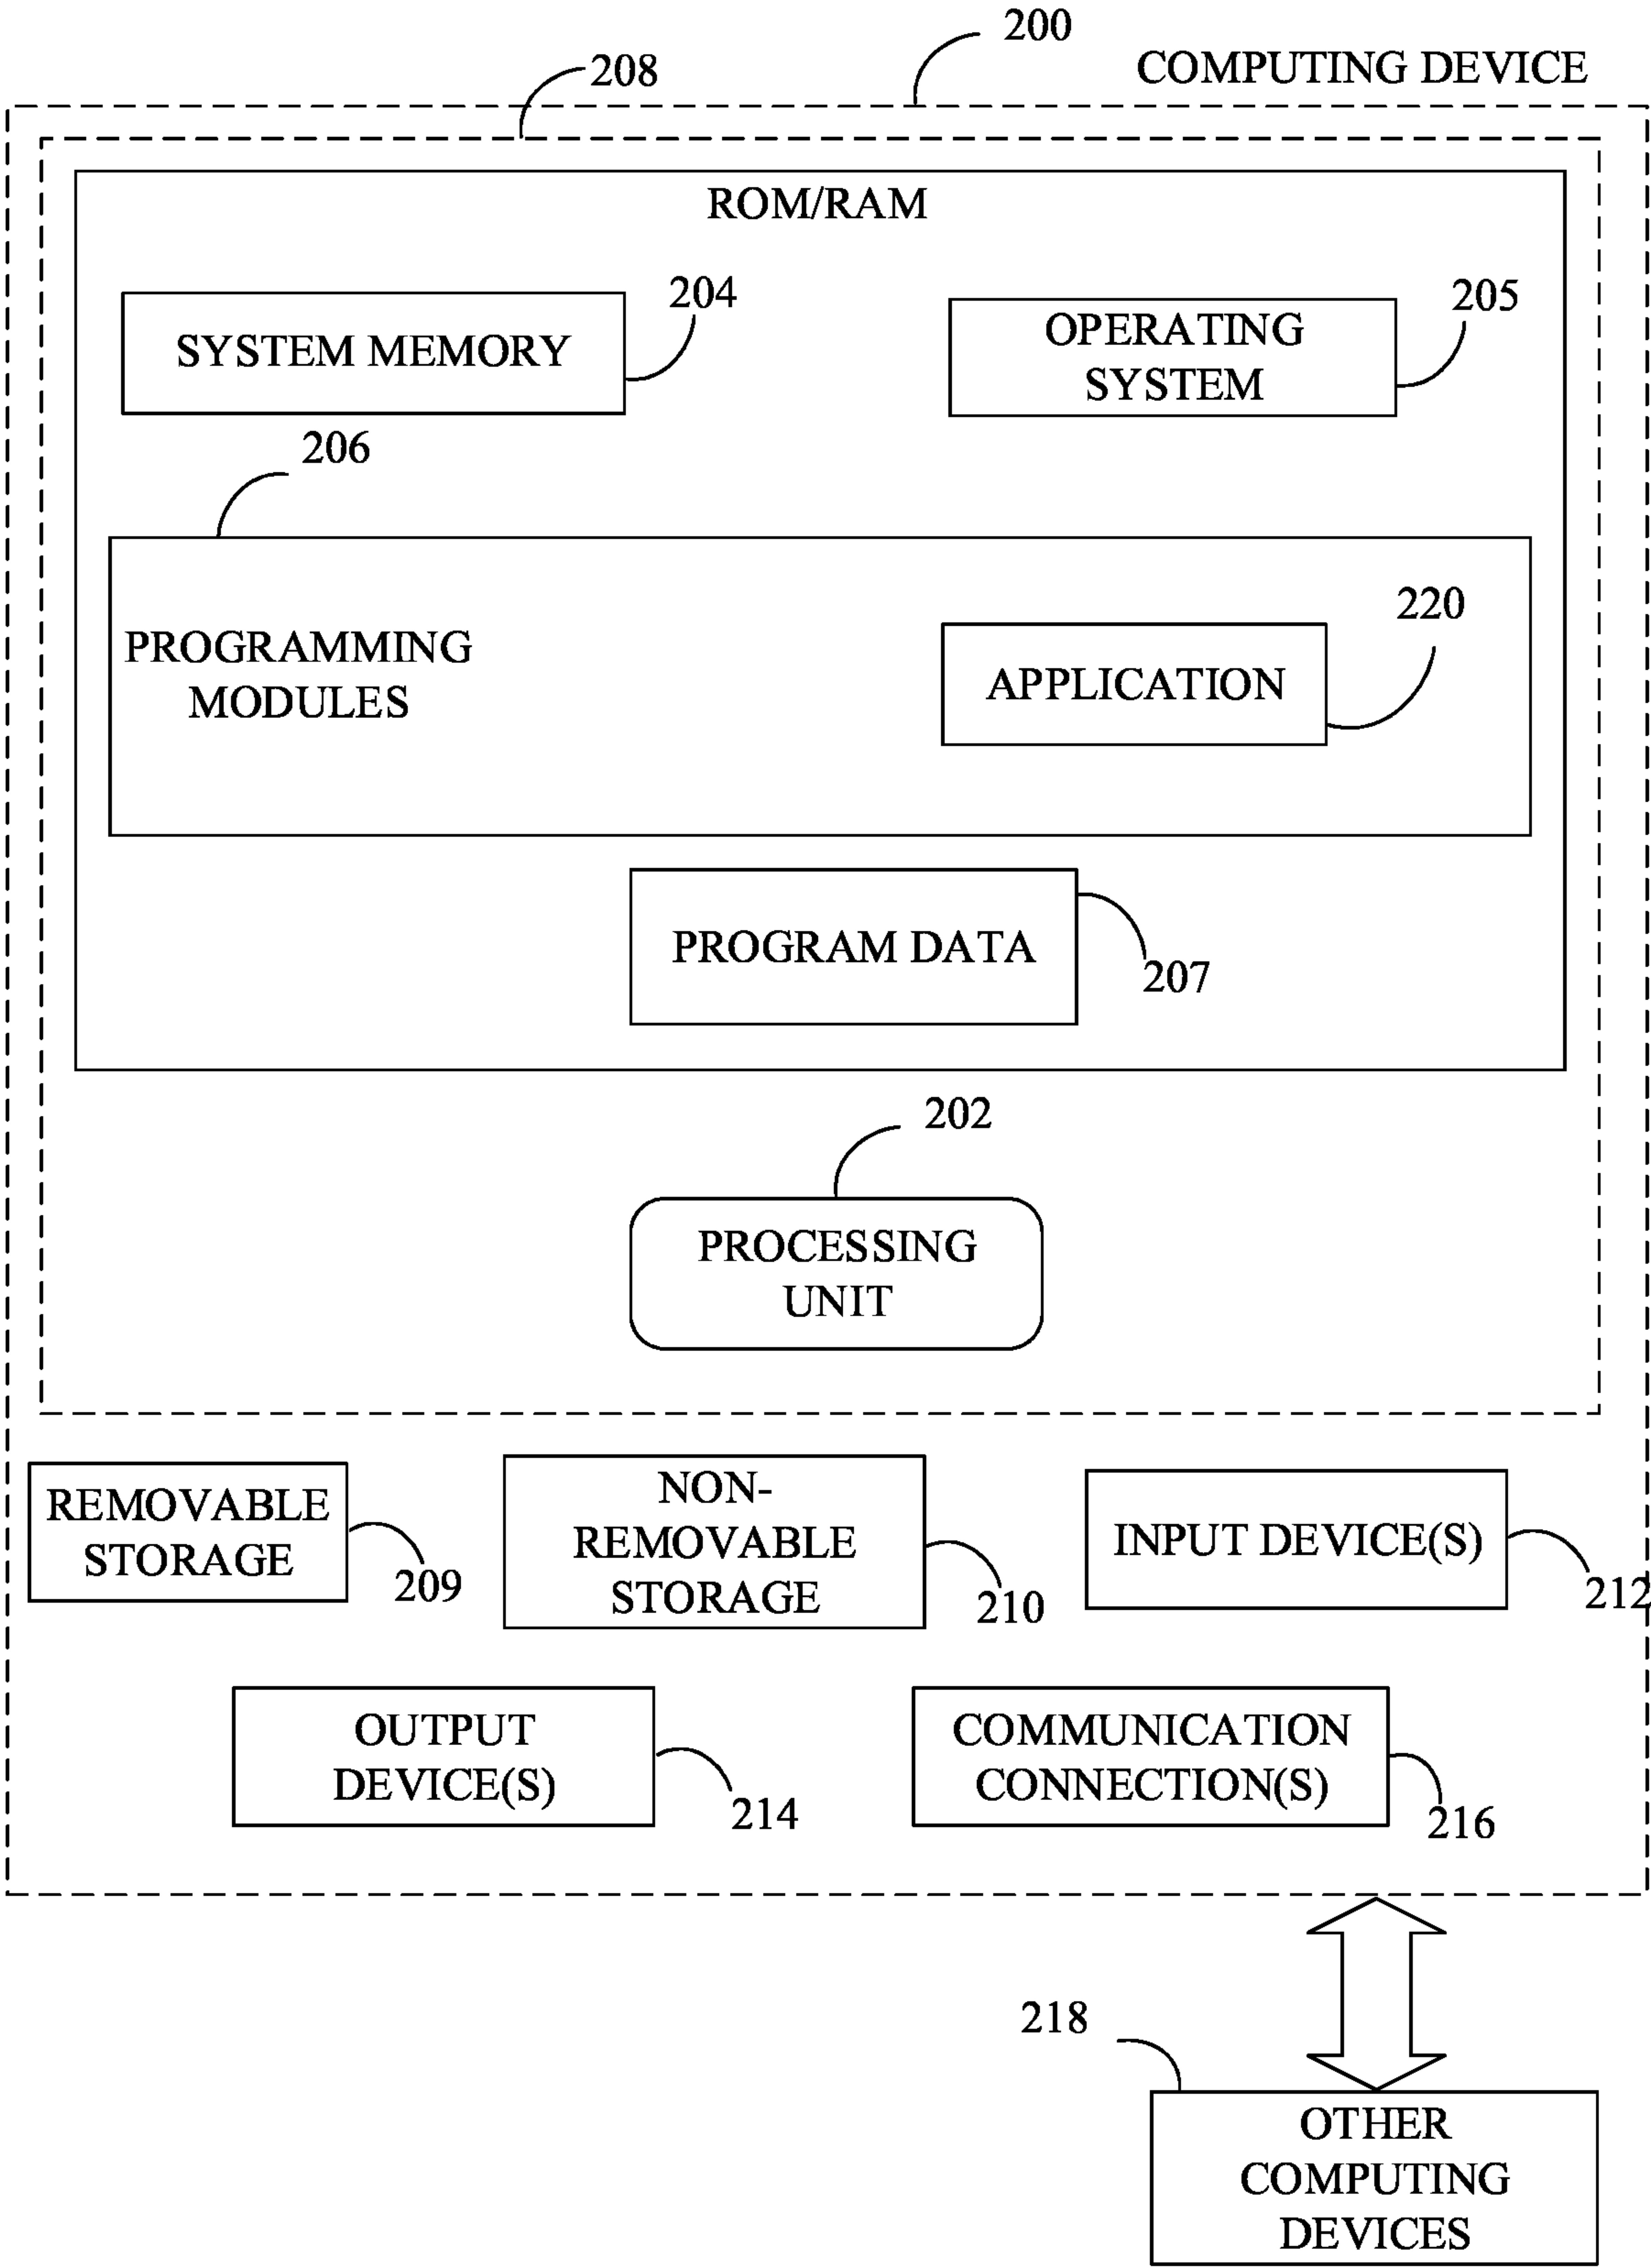 200
COMPUTING DEVICE
208
ROM/RAM
SYSTEM MEMORY
204
OPERATING
SYSTEM
205
206
PROGRAMMING
MODULES
APPLICATION
220
PROGRAM DATA
207
202
PROCESSING
UNIT
REMOVABLE
STORAGE
209
NON-
REMOVABLE
STORAGE
210
INPUT DEVICE(S)
212
OUTPUT
DEVICE(S)
214
COMMUNICATION
CONNECTION(S)
216
218
OTHER
COMPUTING
DEVICES